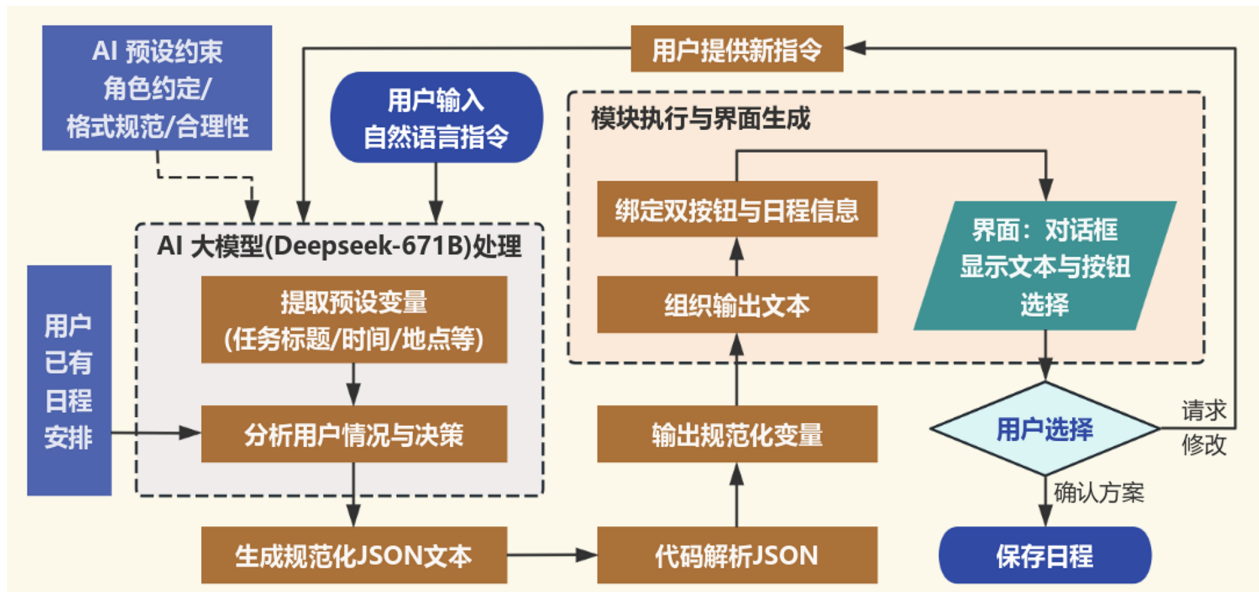 AI 预设约束
角色约定/
格式规范/合理性
用户提供新指令
用户输入
自然语言指令
模块执行与界面生成
AI 大模型(Deepseek-671B)处理
提取预设变量
(任务标题/时间/地点等)
用户
已有
日程
安排
分析用户情况与决策
生成规范化JSON文本
代码解析JSON
输出规范化变量
组织输出文本
绑定双按钮与日程信息
界面：对话框
显示文本与按钮
选择
用户选择
请求
修改
确认方案
保存日程